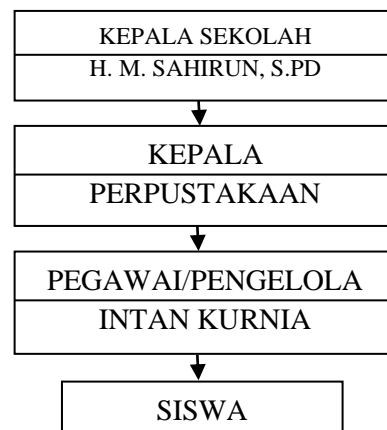 KEPALA SEKOLAH
H. M. SAHIRUN, S.PD
KEPALA
PERPUSTAKAAN
PEGAWAI/PENGELOLA
INTAN KURNIA
SISWA